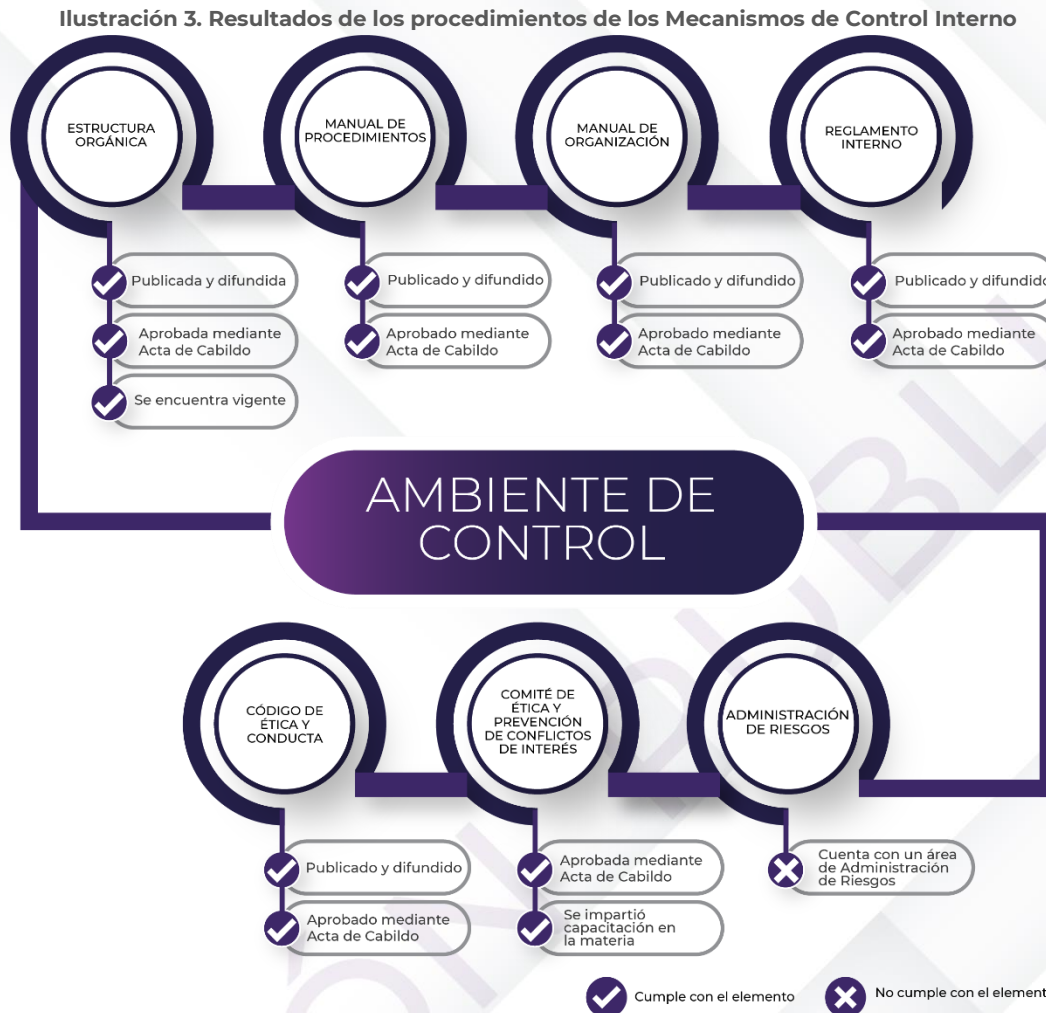 Ilustración 3. Resultados de los procedimientos de los Mecanismos de Control Interno
ESTRUCTURA
ORGÁNICA
Publicada y difundida
Aprobada mediante
Acta de Cabildo
Se encuentra vigente
MANUAL DE
PROCEDIMIENTOS
Publicado y difundido
Aprobado mediante
Acta de Cabildo
MANUAL DE
ORGANIZACIÓN
Publicado y difundido
Aprobado mediante
Acta de Cabildo
REGLAMENTO
INTERNO
Publicado y difundido
Aprobado mediante
Acta de Cabildo
AMBIENTE DE
CONTROL
CÓDIGO DE
ÉTICA Y
CONDUCTA
Publicado y difundido
Aprobado mediante
Acta de Cabildo
COMITÉ DE
ÉTICA Y
PREVENCIÓN
DE CONFLICTOS
DE INTERÉS
Aprobada mediante
Acta de Cabildo
Se impartió
capacitación en
la materia
ADMINISTRACIÓN
DE RIESGOS
Cuenta con un área
de Administración
de Riesgos
Cumple con el elemento
No cumple con el element